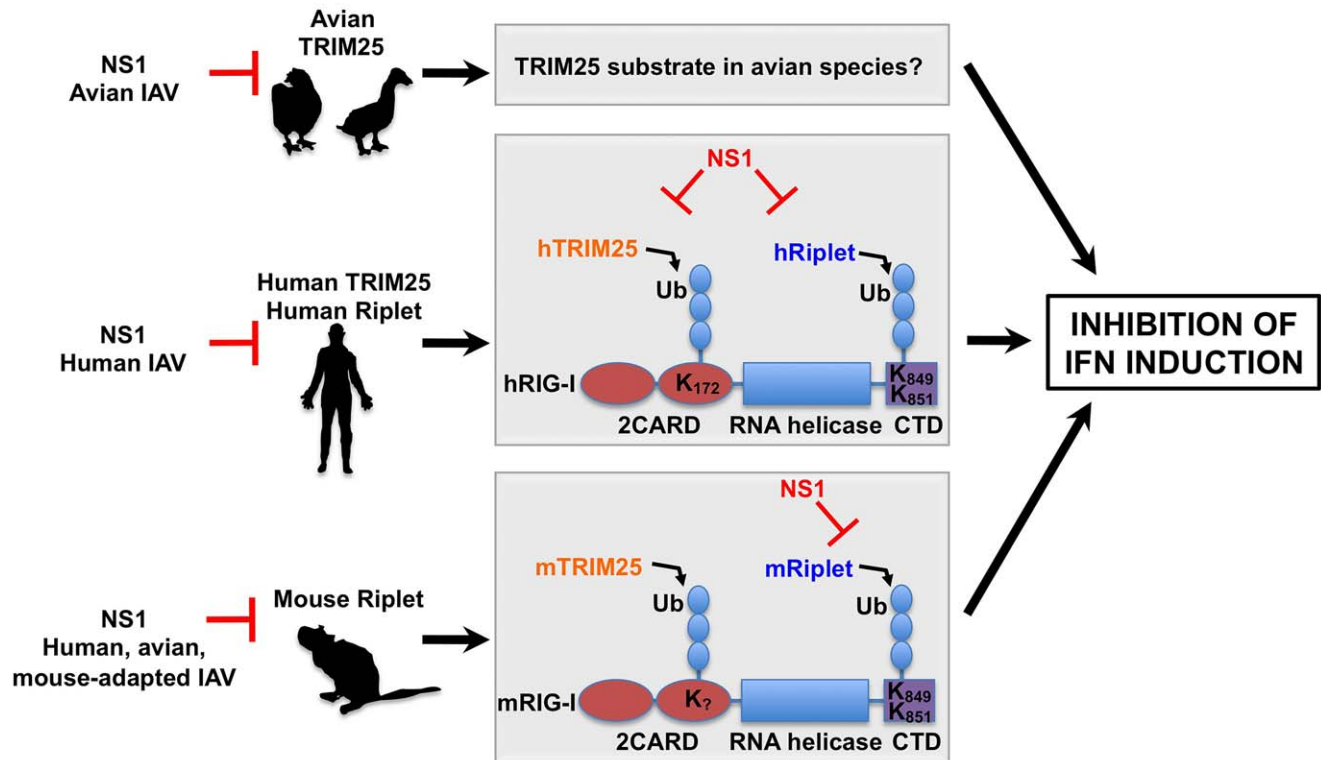 NS1
Avian IAV
Avian
TRIM25
TRIM25 substrate in avian species?
NS1
Human IAV
Human TRIM25
Human Riplet
NS1
hTRIM25
Ub
hRiplet
Ub
hRIG-I
K172
K849
K851
2CARD
RNA helicase
CTD
NS1
Human, avian,
mouse-adapted IAV
Mouse Riplet
NS1
mTRIM25
Ub
mRiplet
Ub
mRIG-I
K?
K849
K851
2CARD
RNA helicase
CTD
INHIBITION OF
IFN INDUCTION